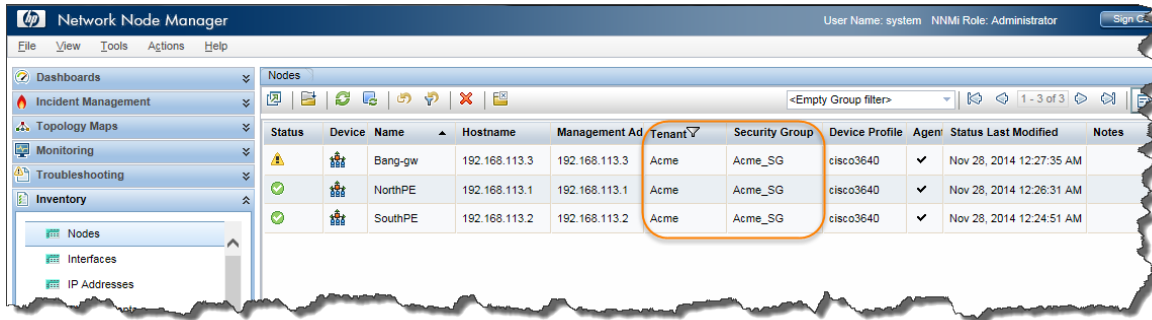 hp Network Node Manager User Name: system NNMi Role: Administrator Sign
File View Tools Actions Help
Dashboards
Incident Management
Topology Maps
Monitoring
Troubleshooting
Inventory
Nodes
Interfaces
IP Addresses
Nodes
<Empty Group filter> 1 - 3 of 3
Status Device Name Hostname Management Ad Tenant Security Group Device Profile Agen Status Last Modified Notes
Bang-gw 192.168.113.3 192.168.113.3 Acme Acme_SG cisco3640 Nov 28, 2014 12:27:35 AM
NorthPE 192.168.113.1 192.168.113.1 Acme Acme_SG cisco3640 Nov 28, 2014 12:26:31 AM
SouthPE 192.168.113.2 192.168.113.2 Acme Acme_SG cisco3640 Nov 28, 2014 12:24:51 AM